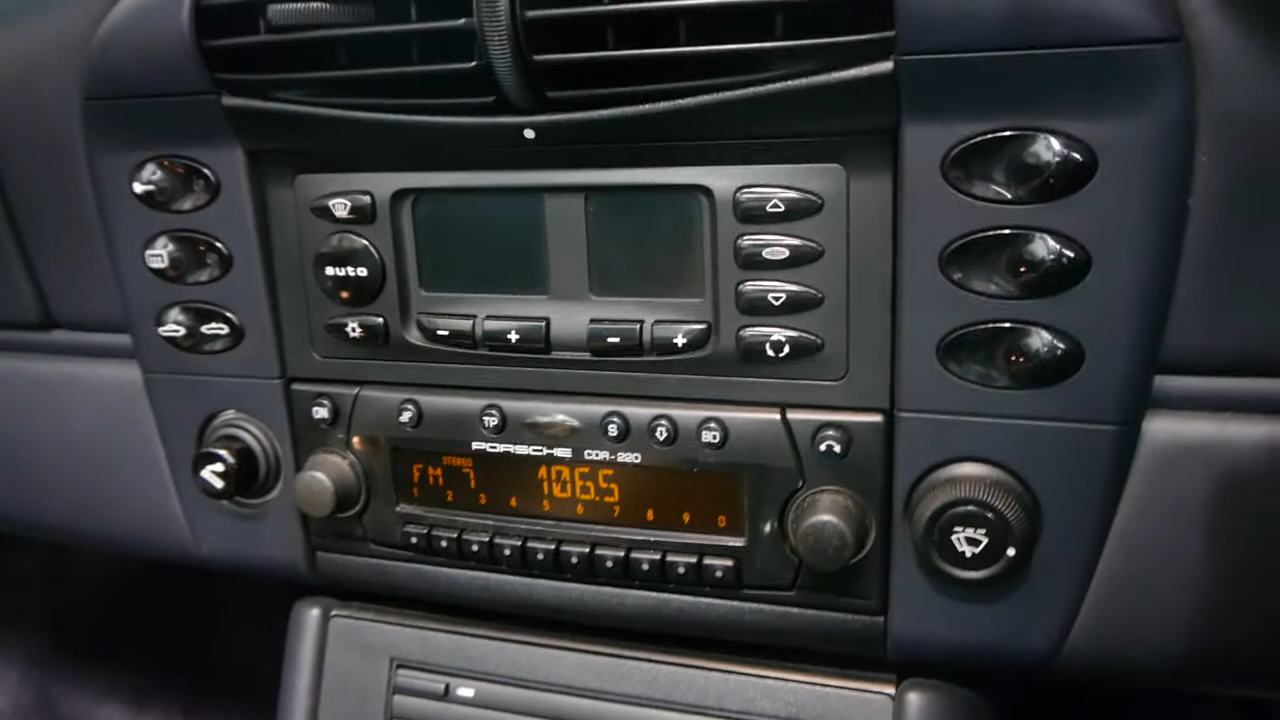 auto
- + - +
ON TP S BD
PORSCHE CDR-220
STEREO
FM 7 106.5
1 2 3 4 5 6 7 8 9 0